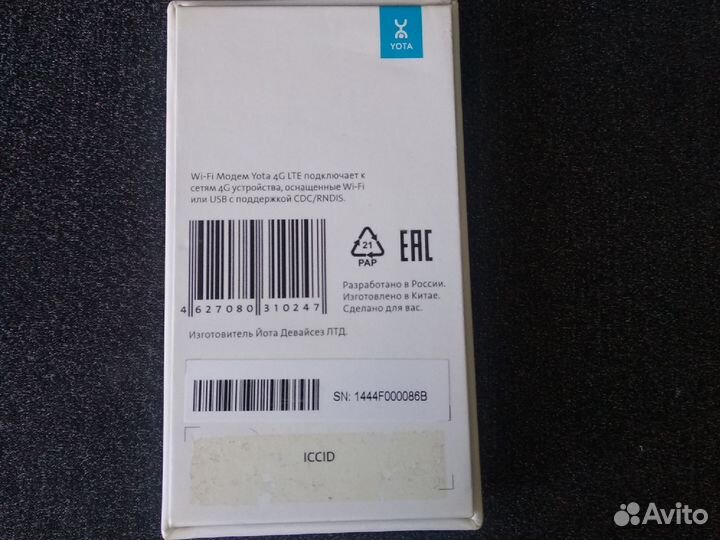 YOTA
Wi-Fi Модем Yota 4G LTE подключает к
сетям 4G устройства, оснащенные Wi-Fi
или USB с поддержкой CDC/RNDIS.
21
PAP
EAC
4 627080 310247
Разработано в России.
Изготовлено в Китае.
Сделано для вас.
Изготовитель Йота Девайсез ЛТД.
SN: 1444F000086B
ICCID
Avito